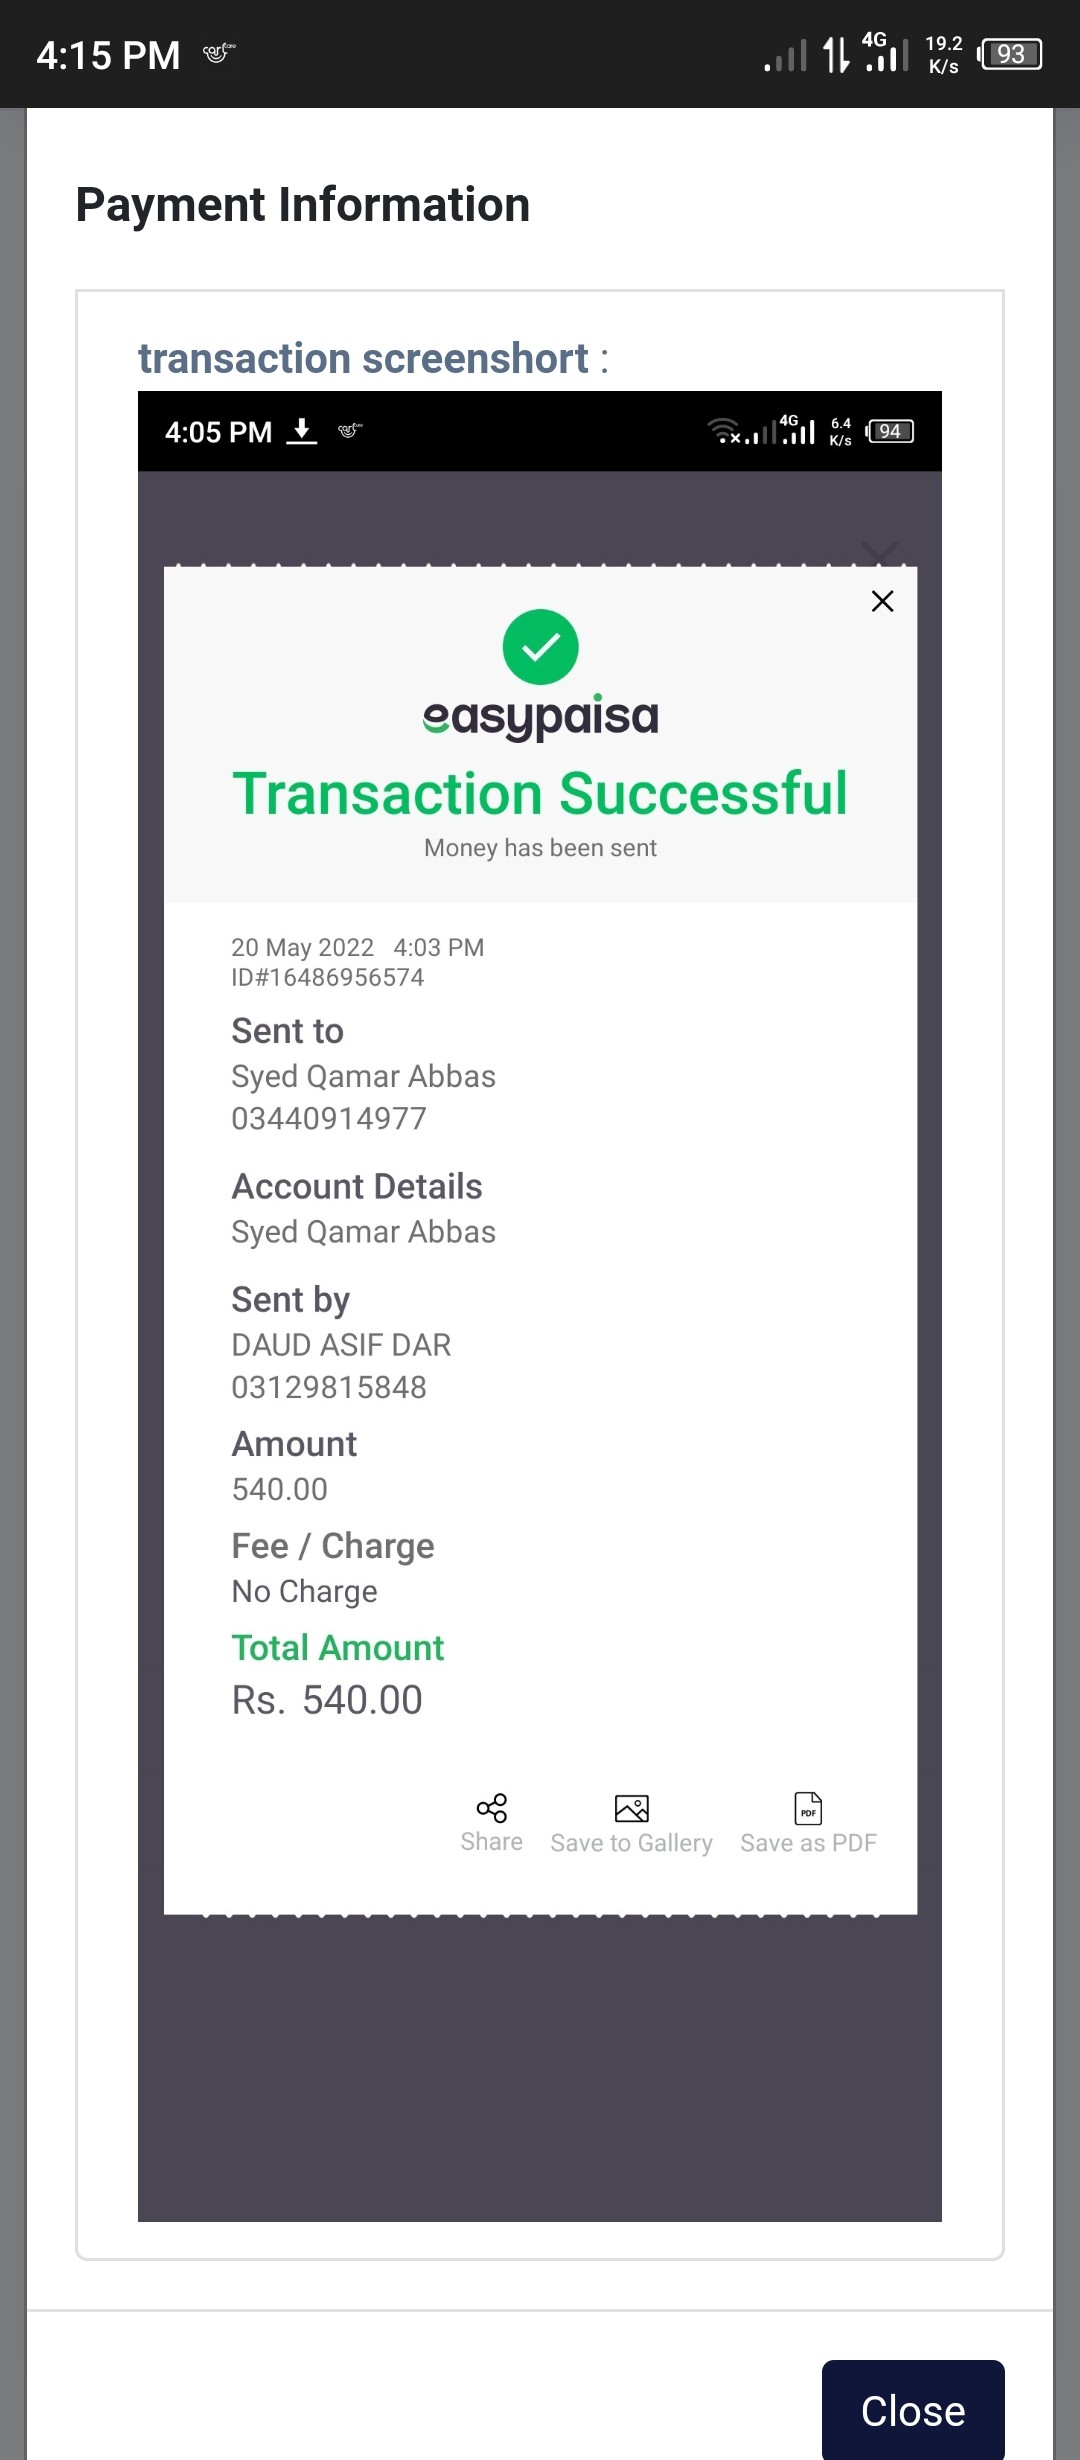 4:15 PM
4G
19.2
K/s
93
Payment Information
transaction screenshort :
4:05 PM
4G
6.4
K/s
94
easypaisa
Transaction Successful
Money has been sent
20 May 2022 4:03 PM
ID#16486956574
Sent to
Syed Qamar Abbas
03440914977
Account Details
Syed Qamar Abbas
Sent by
DAUD ASIF DAR
03129815848
Amount
540.00
Fee / Charge
No Charge
Total Amount
Rs. 540.00
PDF
Share Save to Gallery Save as PDF
Close